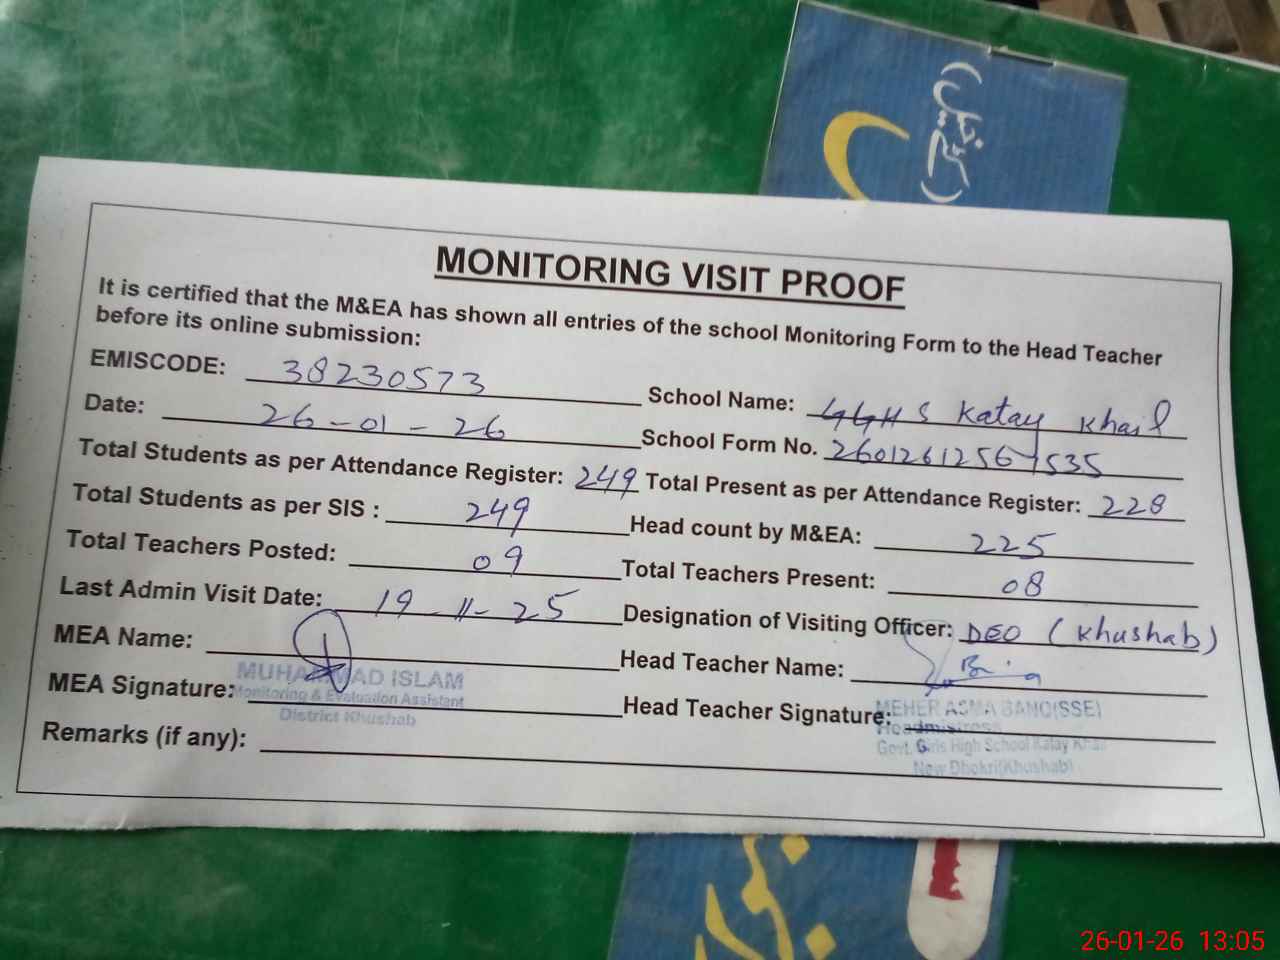 MONITORING VISIT PROOF
It is certified that the M&EA has shown all entries of the school Monitoring Form to the Head Teacher
before its online submission:
EMISCODE: 38230573 School Name: GGHS Katay Khail
Date: 26-01-26 School Form No. 260126125671535
Total Students as per Attendance Register: 249 Total Present as per Attendance Register: 228
Total Students as per SIS : 249 Head count by M&EA: 225
Total Teachers Posted: 09 Total Teachers Present: 08
Last Admin Visit Date: 19-11-25 Designation of Visiting Officer: DEO (Khushab)
MEA Name: Head Teacher Name:
MUHAMMAD ISLAM
MEA Signature: Monitoring & Evaluation Assistant Head Teacher Signature: MEHER ASMA BANO(SSE)
District Khushab
Headmistress
Govt. Girls High School Katay Khail
New Dhokri(Khushab)
Remarks (if any):
26-01-26 13:05